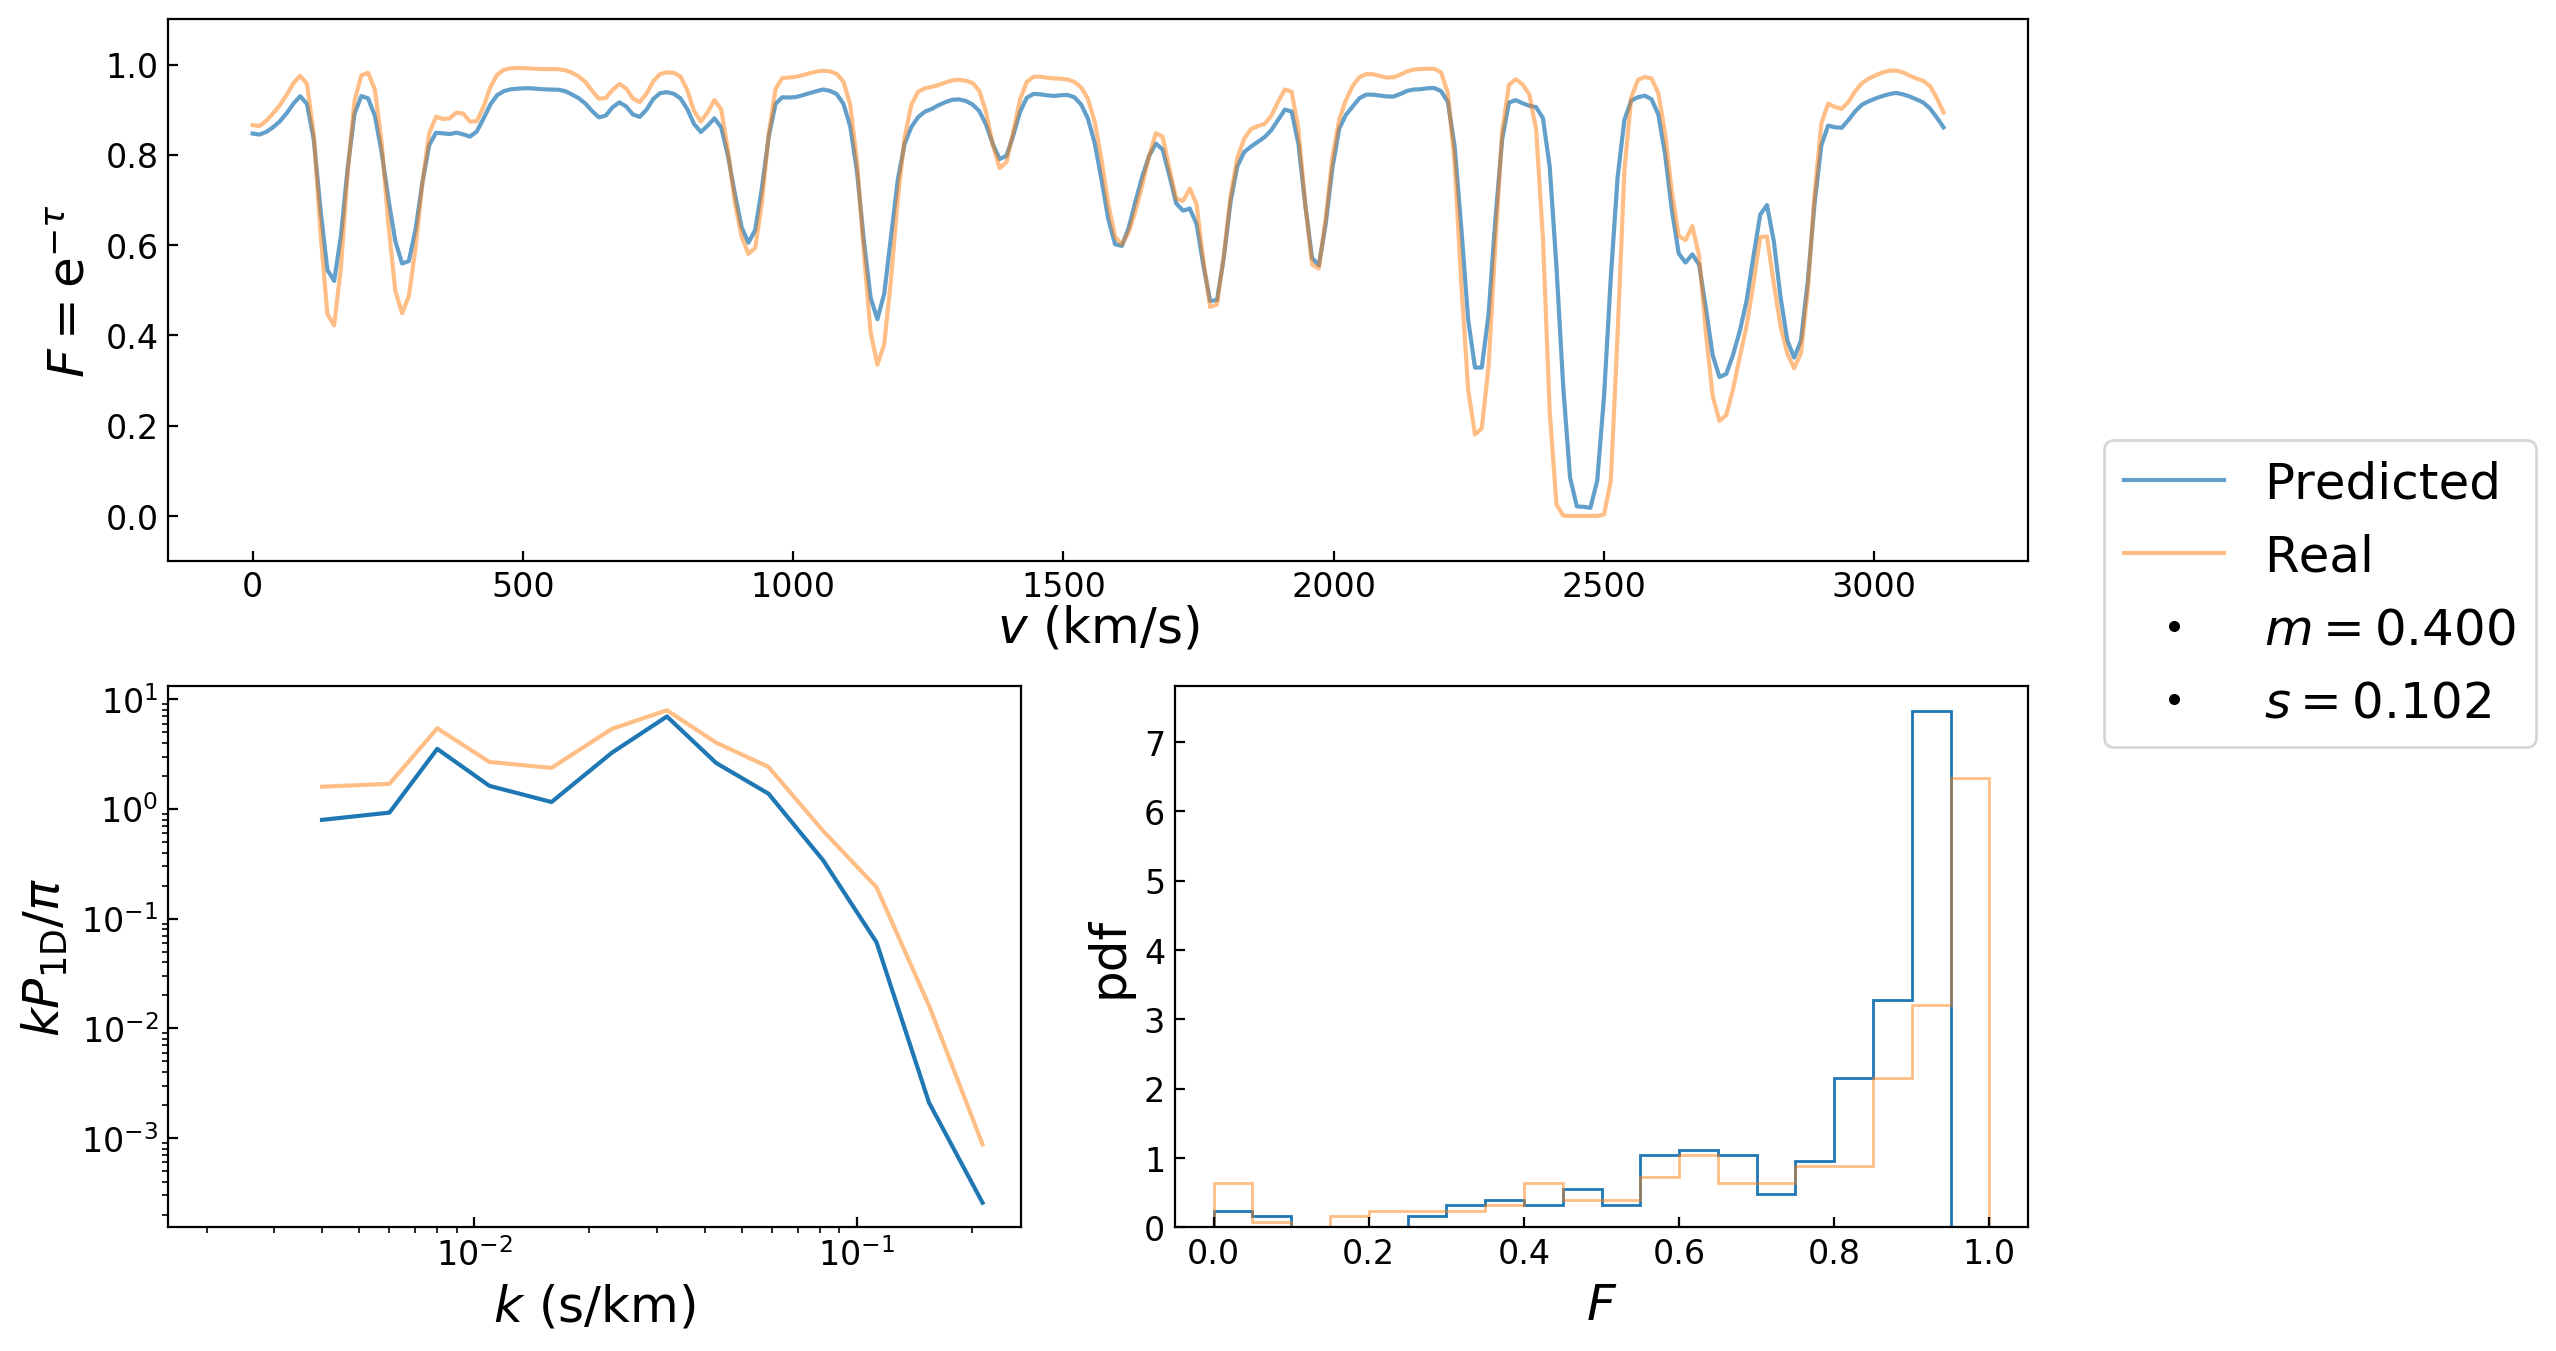 F = e^{−τ}
1.0
0.8
0.6
0.4
0.2
0.0
0 500 1000 1500 2000 2500 3000
v (km/s)
Predicted
Real
m = 0.400
s = 0.102
kP_{1D}/π
10^1
10^0
10^{−1}
10^{−2}
10^{−3}
10^{−2} 10^{−1}
k (s/km)
pdf
7
6
5
4
3
2
1
0
0.0 0.2 0.4 0.6 0.8 1.0
F